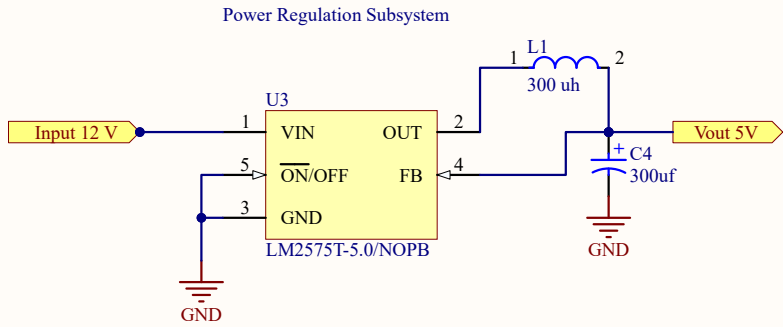 Power Regulation Subsystem
L1
1
2
300 uh
U3
Input 12 V
1
VIN
OUT
2
Vout 5V
5
ON/OFF
FB
4
+
C4
300uf
3
GND
LM2575T-5.0/NOPB
GND
GND